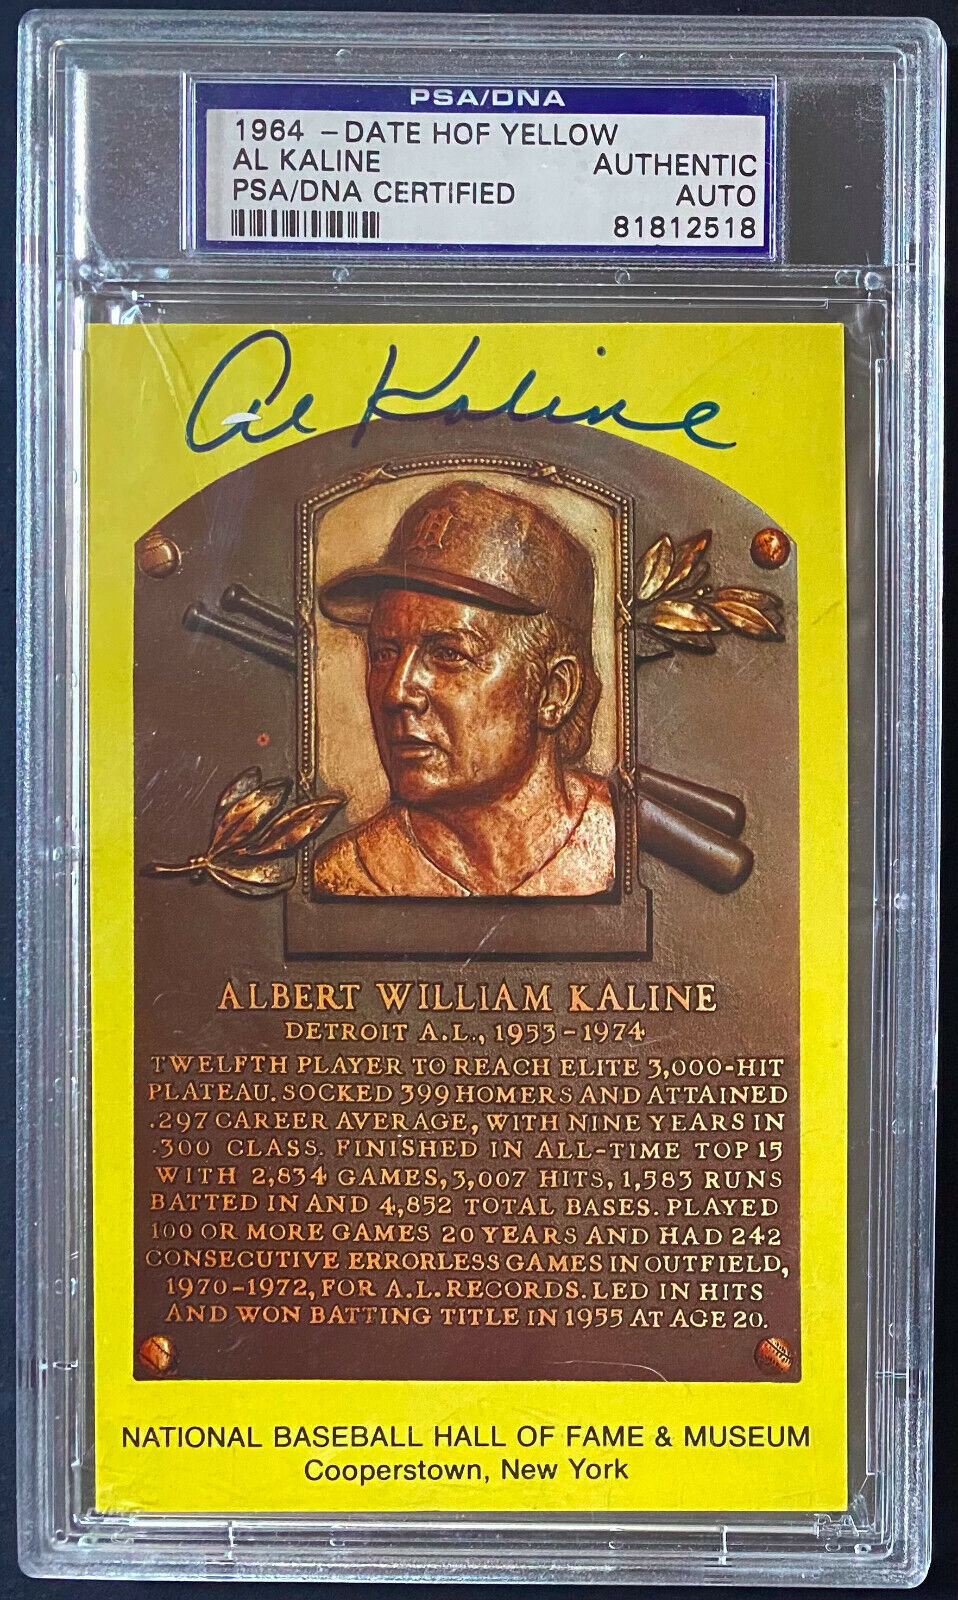 PSA/DNA
1964 - DATE HOF YELLOW
AL KALINE AUTHENTIC
PSA/DNA CERTIFIED AUTO
81812518
Al Kaline
H
ALBERT WILLIAM KALINE
DETROIT A.L., 1953-1974
TWELFTH PLAYER TO REACH ELITE 3,000-HIT
PLATEAU. SOCKED 399 HOMERS AND ATTAINED
.297 CAREER AVERAGE, WITH NINE YEARS IN
.300 CLASS. FINISHED IN ALL-TIME TOP 15
WITH 2,834 GAMES, 3,007 HITS, 1,583 RUNS
BATTED IN AND 4,852 TOTAL BASES. PLAYED
100 OR MORE GAMES 20 YEARS AND HAD 242
CONSECUTIVE ERRORLESS GAMES IN OUTFIELD,
1970-1972, FOR A.L. RECORDS. LED IN HITS
AND WON BATTING TITLE IN 1955 AT AGE 20.
NATIONAL BASEBALL HALL OF FAME & MUSEUM
Cooperstown, New York